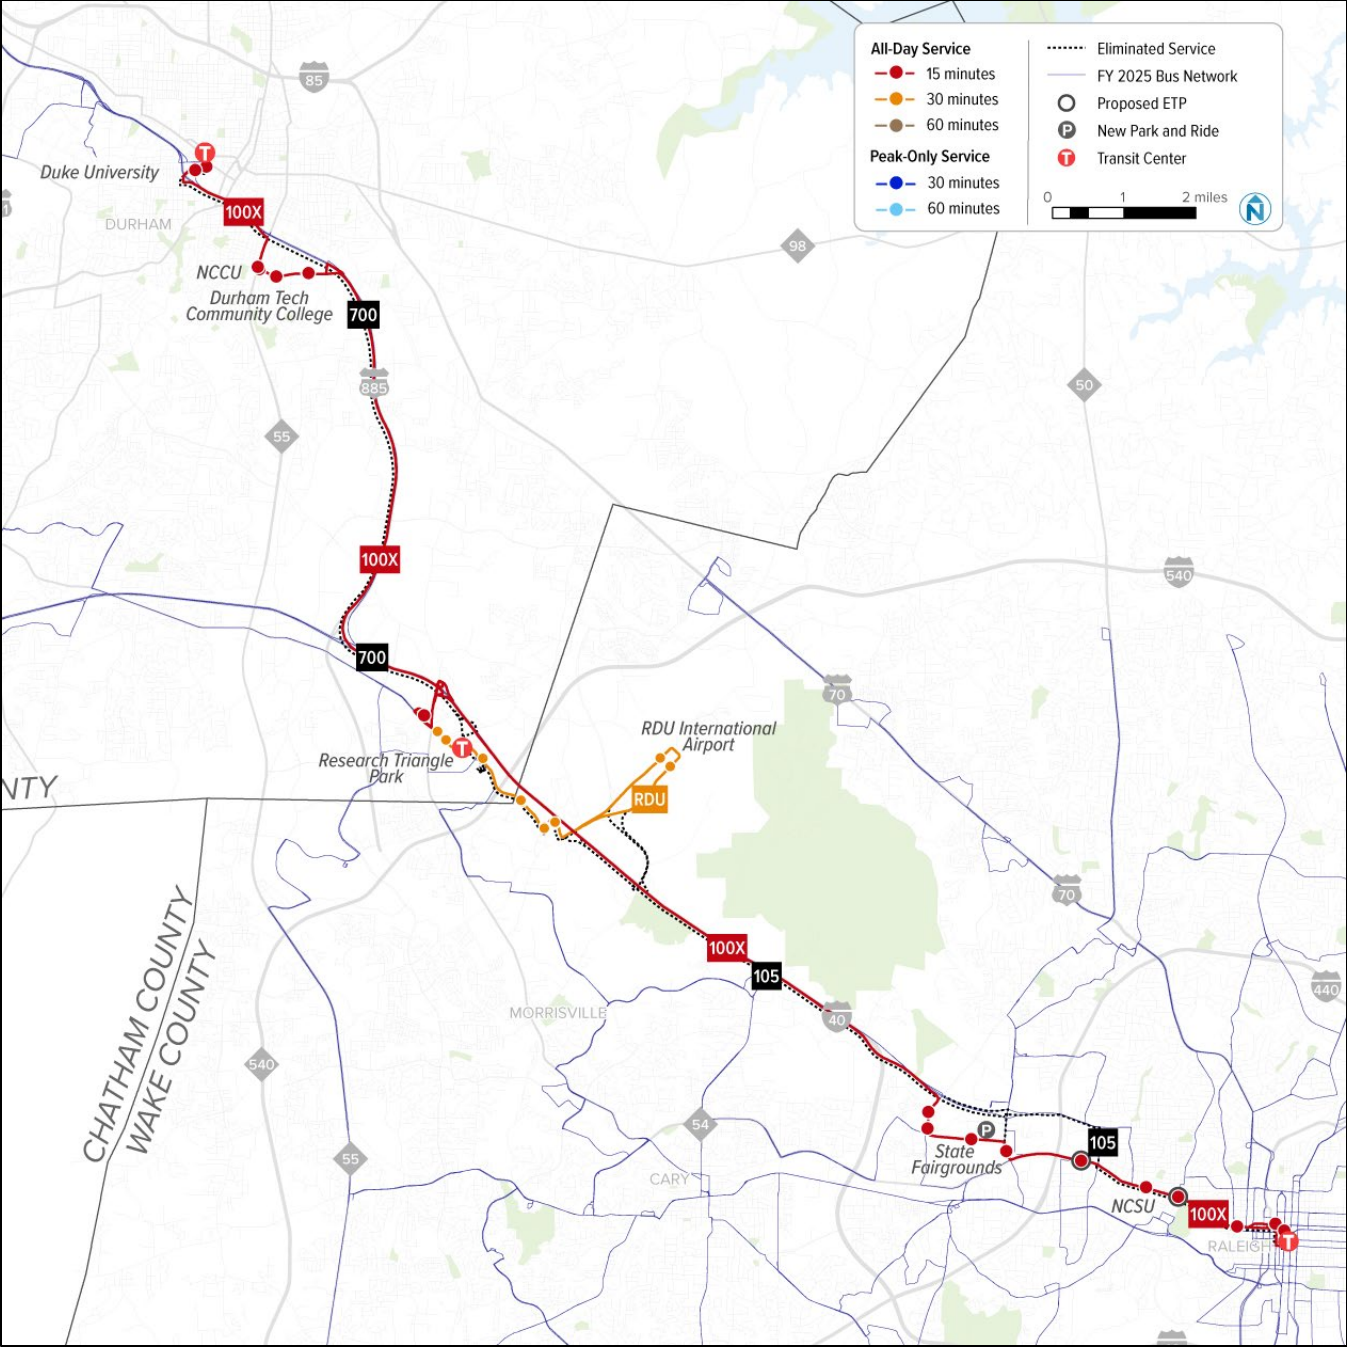 All-Day Service
15 minutes
30 minutes
60 minutes
Peak-Only Service
30 minutes
60 minutes
Eliminated Service
FY 2025 Bus Network
Proposed ETP
P New Park and Ride
T Transit Center
0 1 2 miles
N
85
T
Duke University
1
100X
DURHAM
98
NCCU
Durham Tech
Community College
700
885
50
55
100X
540
700
70
RDU International
Airport
T
Research Triangle
Park
RDU
NTY
70
CHATHAM COUNTY
WAKE COUNTY
100X
105
440
MORRISVILLE
40
540
54
P
105
State
Fairgrounds
55
CARY
NCSU
100X
RALEIGH
T